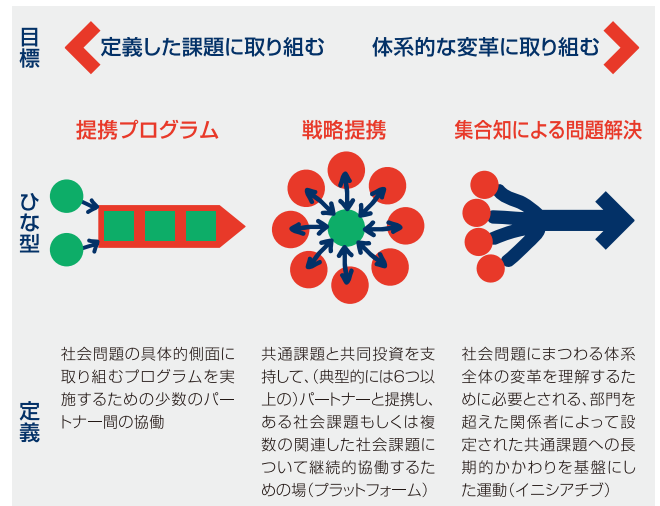 目標
定義した課題に取り組む
体系的な変革に取り組む
提携プログラム
戦略提携
集合知による問題解決
ひな型
定義
社会問題の具体的側面に
取り組むプログラムを実
施するための少数のパー
トナー間の協働
共通課題と共同投資を支
持して、（典型的には6つ以
上の）パートナーと提携し、
ある社会課題もしくは複
数の関連した社会課題
について継続的協働するた
めの場（プラットフォーム）
社会問題にまつわる体系
全体の変革を理解するた
めに必要とされる、部門を
超えた関係者によって設
定された共通課題への長
期的かかわりを基盤にし
た運動（イニシアチブ）